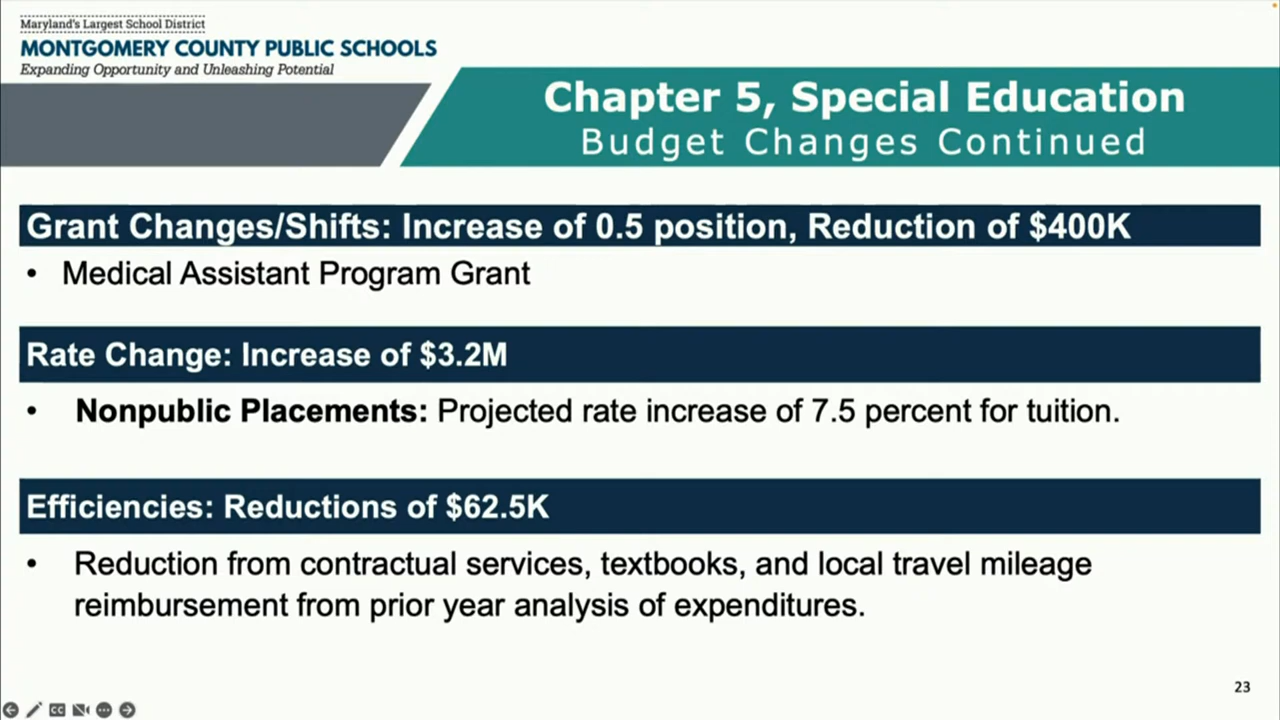 Maryland's Largest School District
MONTGOMERY COUNTY PUBLIC SCHOOLS
Expanding Opportunity and Unleashing Potential
Chapter 5, Special Education
Budget Changes Continued
Grant Changes/Shifts: Increase of 0.5 position, Reduction of $400K
• Medical Assistant Program Grant
Rate Change: Increase of $3.2M
• Nonpublic Placements: Projected rate increase of 7.5 percent for tuition.
Efficiencies: Reductions of $62.5K
• Reduction from contractual services, textbooks, and local travel mileage
reimbursement from prior year analysis of expenditures.
23
CC